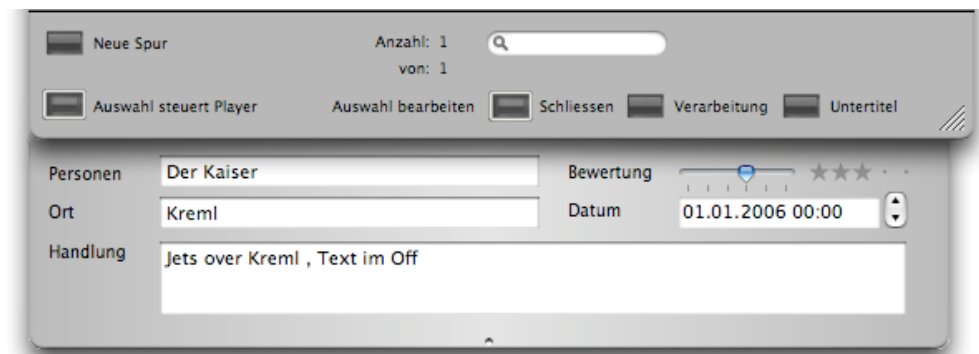 Neue Spur Anzahl: 1
von: 1
Auswahl steuert Player Auswahl bearbeiten Schliessen Verarbeitung Untertitel
Personen Der Kaiser Bewertung
Ort Kreml Datum 01.01.2006 00:00
Handlung Jets over Kreml , Text im Off